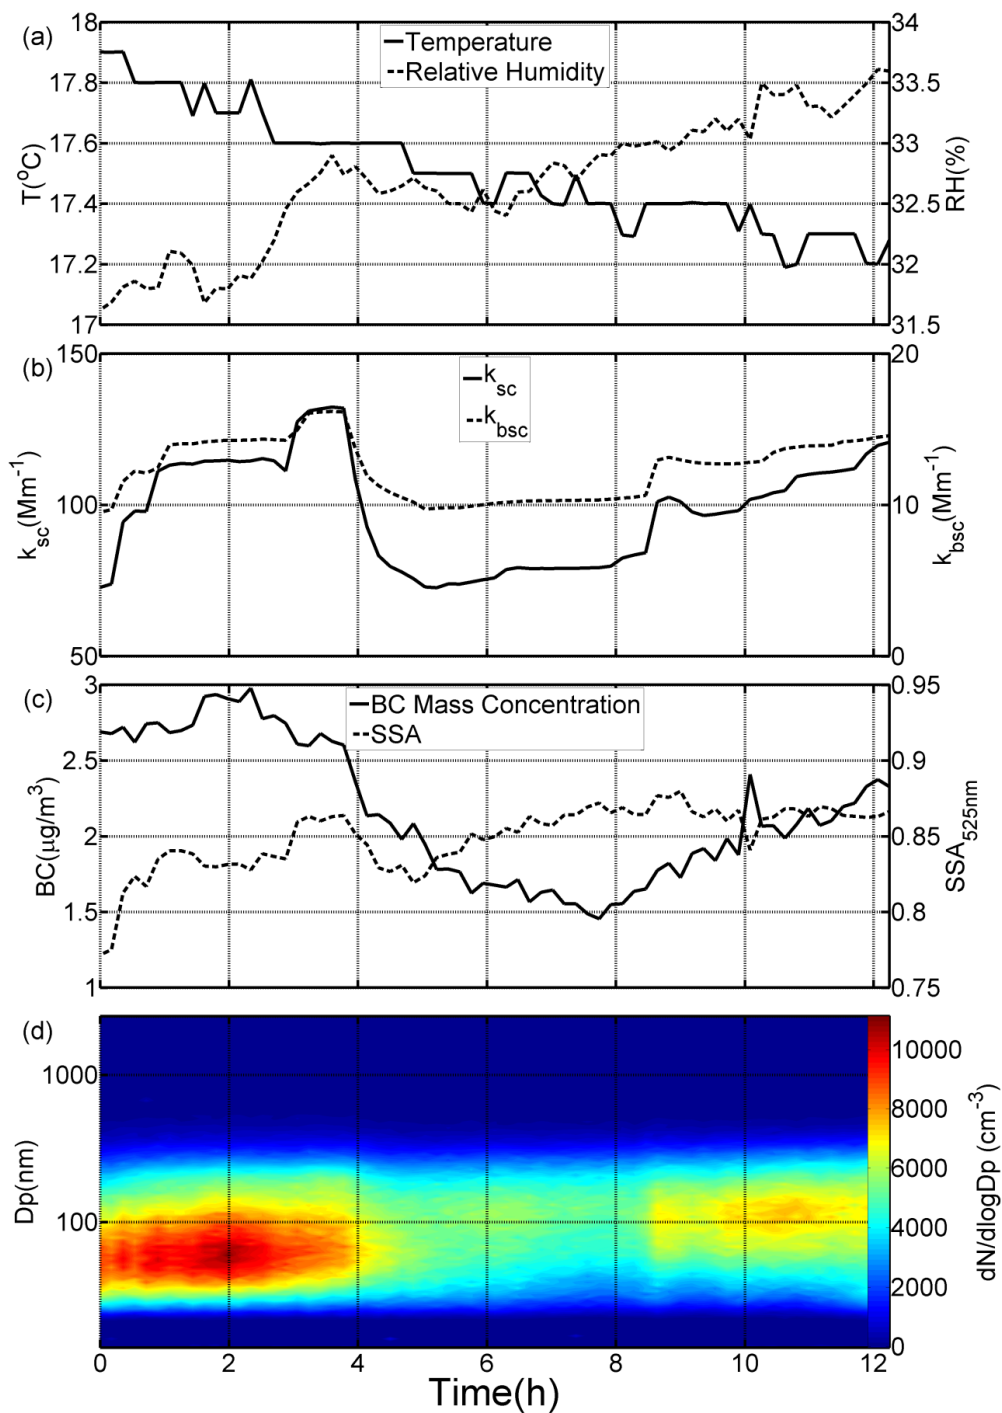 (a)
Temperature
Relative Humidity
18
17.8
17.6
17.4
17.2
17
T(°C)
34
33.5
33
32.5
32
31.5
RH(%)
(b)
k_sc
k_bsc
150
100
50
k_sc(Mm⁻¹)
20
10
0
k_bsc(Mm⁻¹)
(c)
BC Mass Concentration
SSA
3
2.5
2
1.5
1
BC(μg/m³)
0.95
0.9
0.85
0.8
0.75
SSA_525nm
(d)
1000
100
Dp(nm)
10000
8000
6000
4000
2000
0
dN/dlogDp (cm⁻³)
0 2 4 6 8 10 12
Time(h)